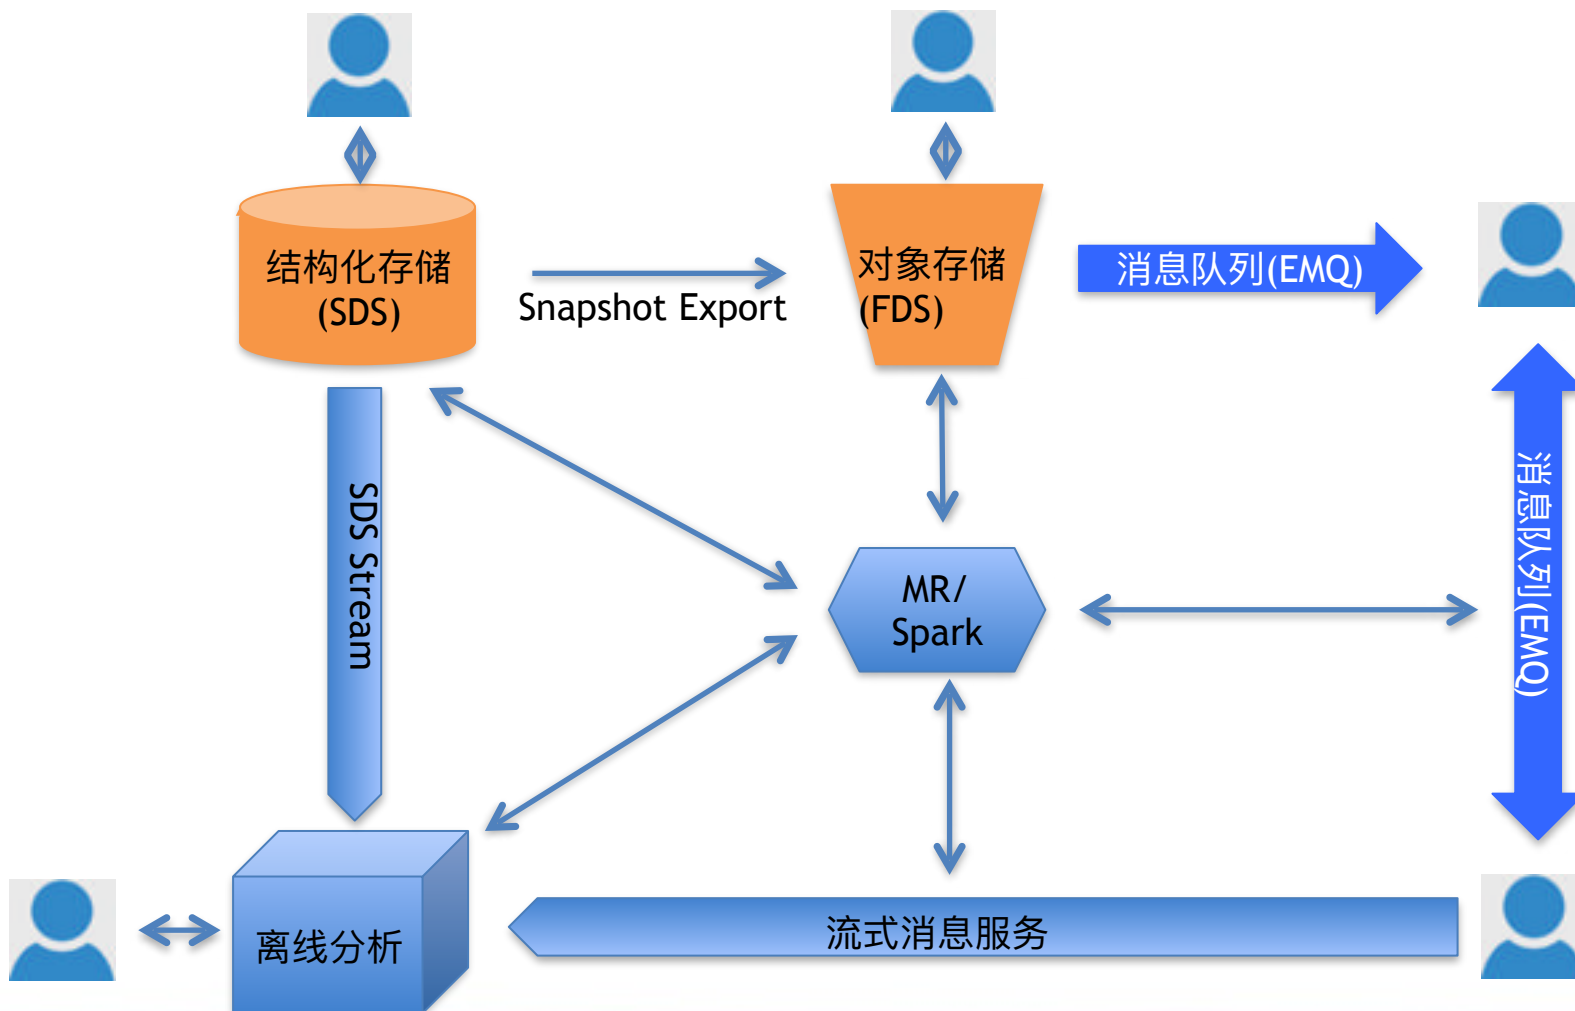 结构化存储
(SDS)
Snapshot Export
对象存储
(FDS)
消息队列(EMQ)
SDS Stream
MR/
Spark
消息队列(EMQ)
离线分析
流式消息服务